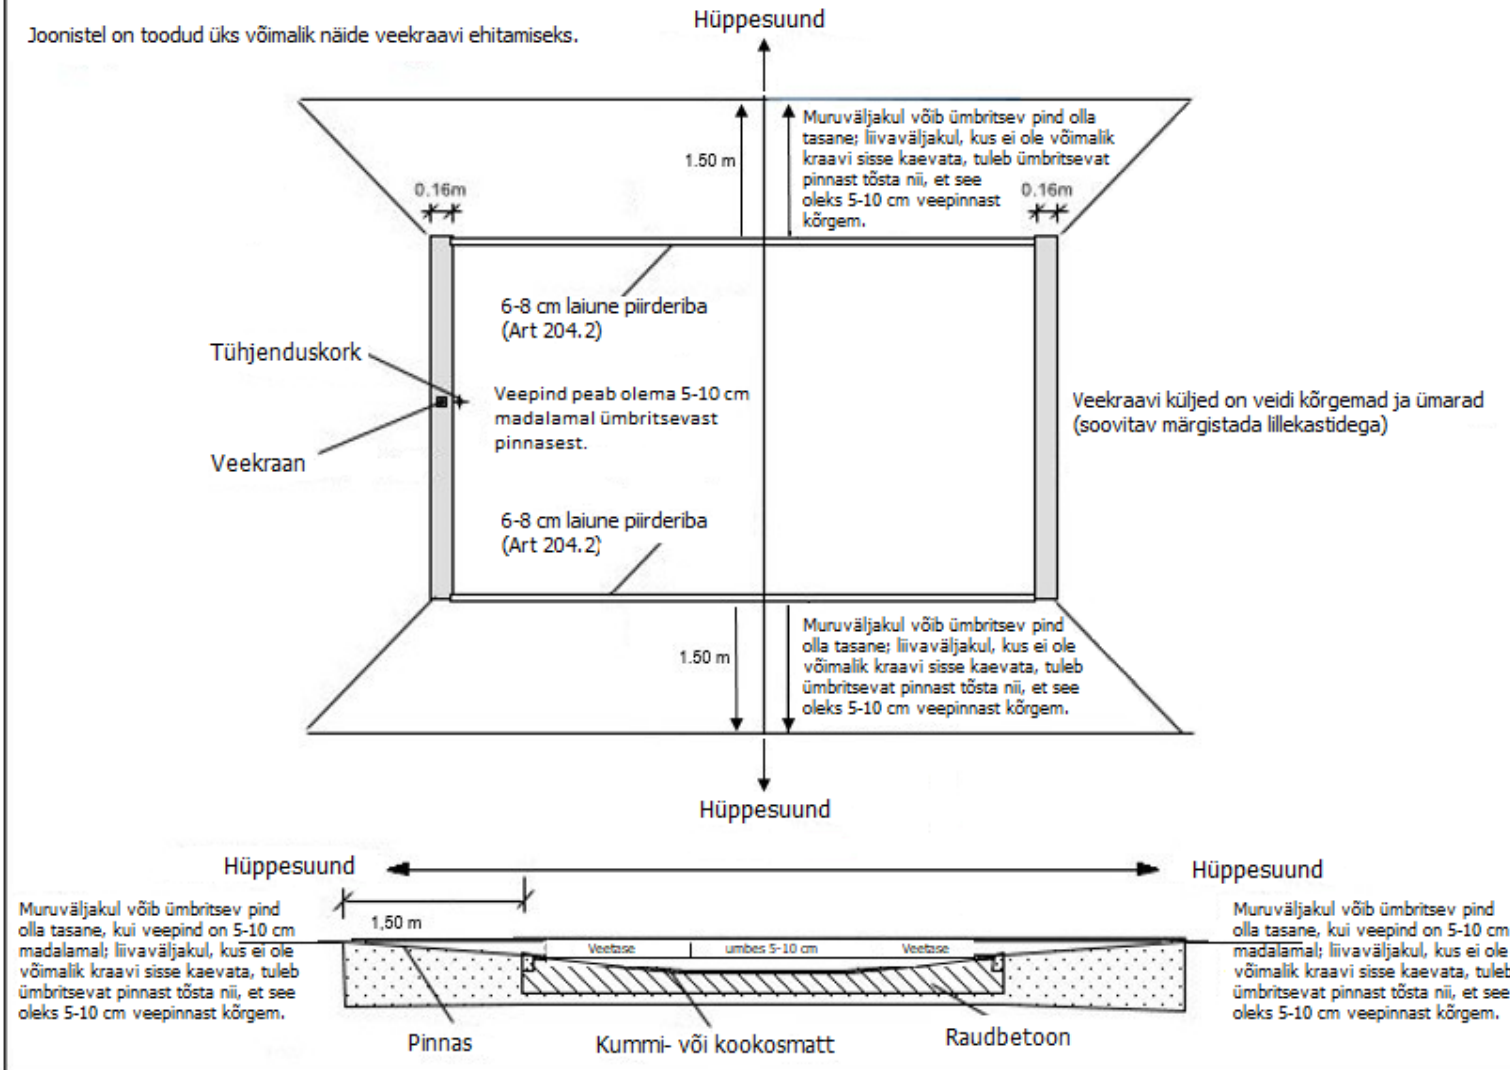 Hüppesuund
Joonistel on toodud üks võimalik näide veekraavi ehitamiseks.
Muruväljakul võib ümbritsev pind olla
tasane; liivaväljakul, kus ei ole võimalik
kraavi sisse kaevata, tuleb ümbritsevat
pinnast tõsta nii, et see
oleks 5-10 cm veepinnast
kõrgem.
1.50 m
0.16m
0.16m
6-8 cm laiune piirderiba
(Art 204.2)
Tühjenduskork
Veepind peab olema 5-10 cm
madalamal ümbritsevast
pinnasest.
Veekraan
Veekraavi küljed on veidi kõrgemad ja ümarad
(soovitav märgistada lillekastidega)
6-8 cm laiune piirderiba
(Art 204.2)
1.50 m
Muruväljakul võib ümbritsev pind
olla tasane; liivaväljakul, kus ei ole
võimalik kraavi sisse kaevata, tuleb
ümbritsevat pinnast tõsta nii, et see
oleks 5-10 cm veepinnast kõrgem.
Hüppesuund
Hüppesuund
Hüppesuund
Muruväljakul võib ümbritsev pind
olla tasane, kui veepind on 5-10 cm
madalamal; liivaväljakul, kus ei ole
võimalik kraavi sisse kaevata, tuleb
ümbritsevat pinnast tõsta nii, et see
oleks 5-10 cm veepinnast kõrgem.
1,50 m
Veetase
umbes 5-10 cm
Veetase
Muruväljakul võib ümbritsev pind
olla tasane, kui veepind on 5-10 cm
madalamal; liivaväljakul, kus ei ole
võimalik kraavi sisse kaevata, tuleb
ümbritsevat pinnast tõsta nii, et see
oleks 5-10 cm veepinnast kõrgem.
Pinnas
Kummi- või kookosmatt
Raudbetoon